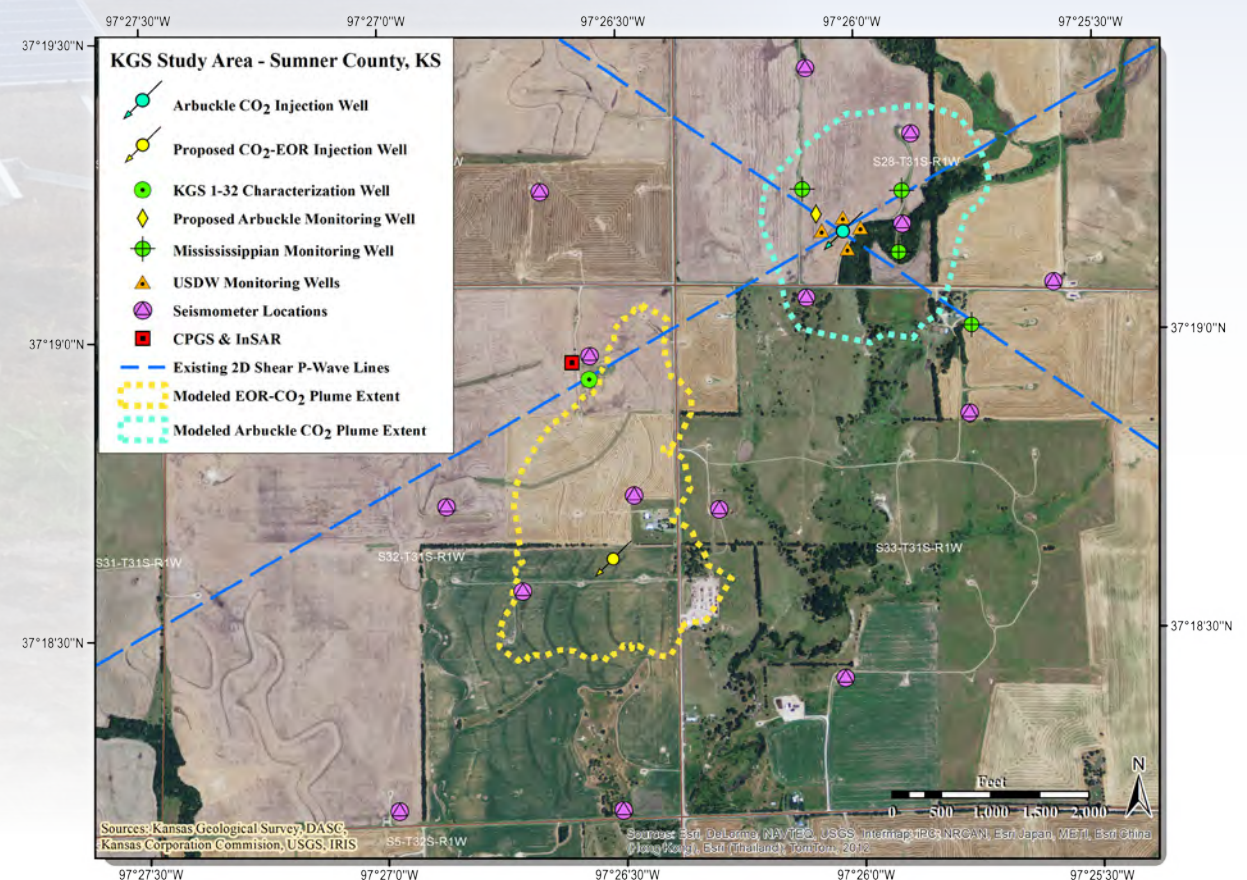 97°27'30"W 97°27'0"W 97°26'30"W 97°26'0"W 97°25'30"W
37°19'30"N
KGS Study Area - Sumner County, KS
Arbuckle CO2 Injection Well
Proposed CO2-EOR Injection Well
KGS 1-32 Characterization Well
Proposed Arbuckle Monitoring Well
Mississississippian Monitoring Well
USDW Monitoring Wells
Seismometer Locations
CPGS & InSAR
Existing 2D Shear P-Wave Lines
Modeled EOR-CO2 Plume Extent
Modeled Arbuckle CO2 Plume Extent
W
S28-T31S-R1W
37°19'0"N
37°19'0"N
S31-T31S-R1W
S32-T31S-R1W
S33-T31S-R1W
37°18'30"N
37°18'30"N
N
Feet
0 500 1,000 1,500 2,000
Sources: Kansas Geological Survey, DASC,
Kansas Corporation Commision, USGS, IRIS
S5-T32S-R1W
Sources: Esri, DeLorme, NAVTEQ, USGS, Intermap, iPC, NRCAN, Esri Japan, METI, Esri China
(Hong Kong), Esri (Thailand), TomTom, 2012
97°27'30"W 97°27'0"W 97°26'30"W 97°26'0"W 97°25'30"W